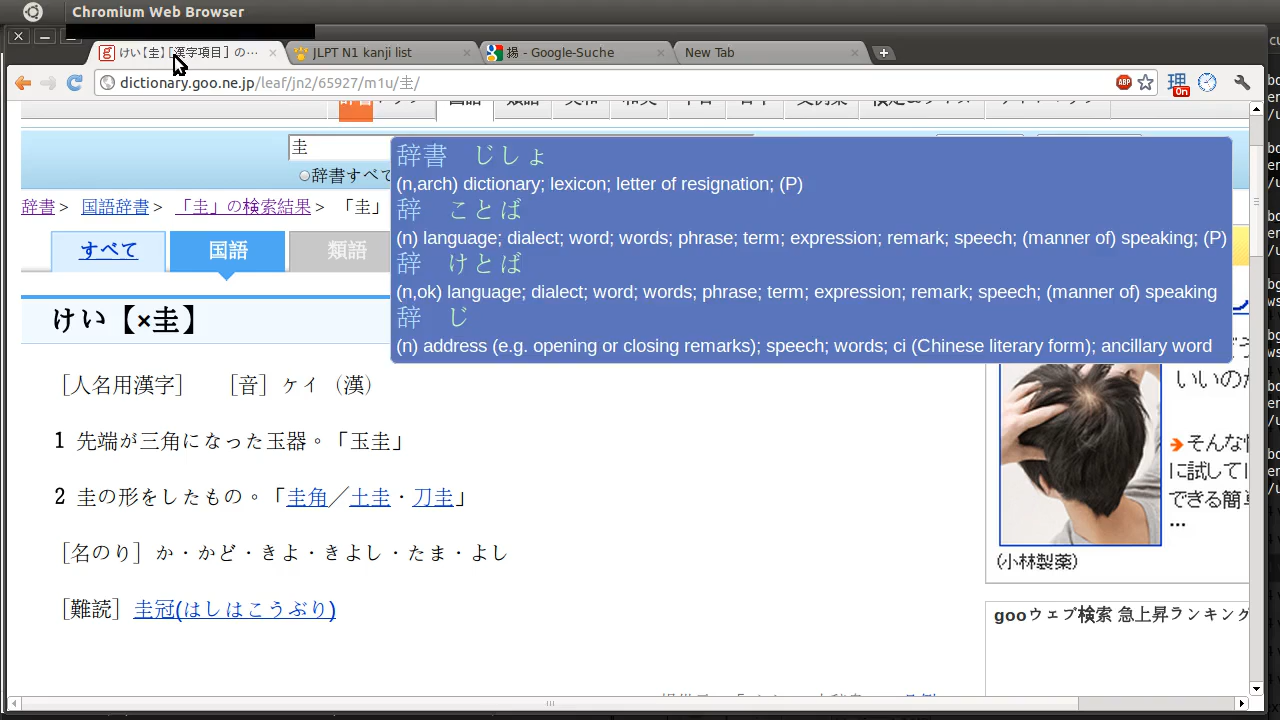 Chromium Web Browser
けい【圭】[漢字項目] の…
JLPT N1 kanji list
揚 - Google-Suche
New Tab
dictionary.goo.ne.jp/leaf/jn2/65927/m1u/圭/
ABP
理 On
圭
辞書すべて
辞書 > 国語辞書 > 「圭」の検索結果 > 「圭」
すべて 国語 類語
辞書 じしょ
(n,arch) dictionary; lexicon; letter of resignation; (P)
辞 ことば
(n) language; dialect; word; words; phrase; term; expression; remark; speech; (manner of) speaking; (P)
辞 けとば
(n,ok) language; dialect; word; words; phrase; term; expression; remark; speech; (manner of) speaking
辞 じ
(n) address (e.g. opening or closing remarks); speech; words; ci (Chinese literary form); ancillary word
けい【×圭】
［人名用漢字］ ［音］ケイ（漢）
1 先端が三角になった玉器。「玉圭」
2 圭の形をしたもの。「圭角／土圭・刀圭」
［名のり］か・かど・きよ・きよし・たま・よし
［難読］圭冠(はしはこうぶり)
いいのか
そんな
に試して
できる簡単
…
(小林製薬)
gooウェブ検索 急上昇ランキング